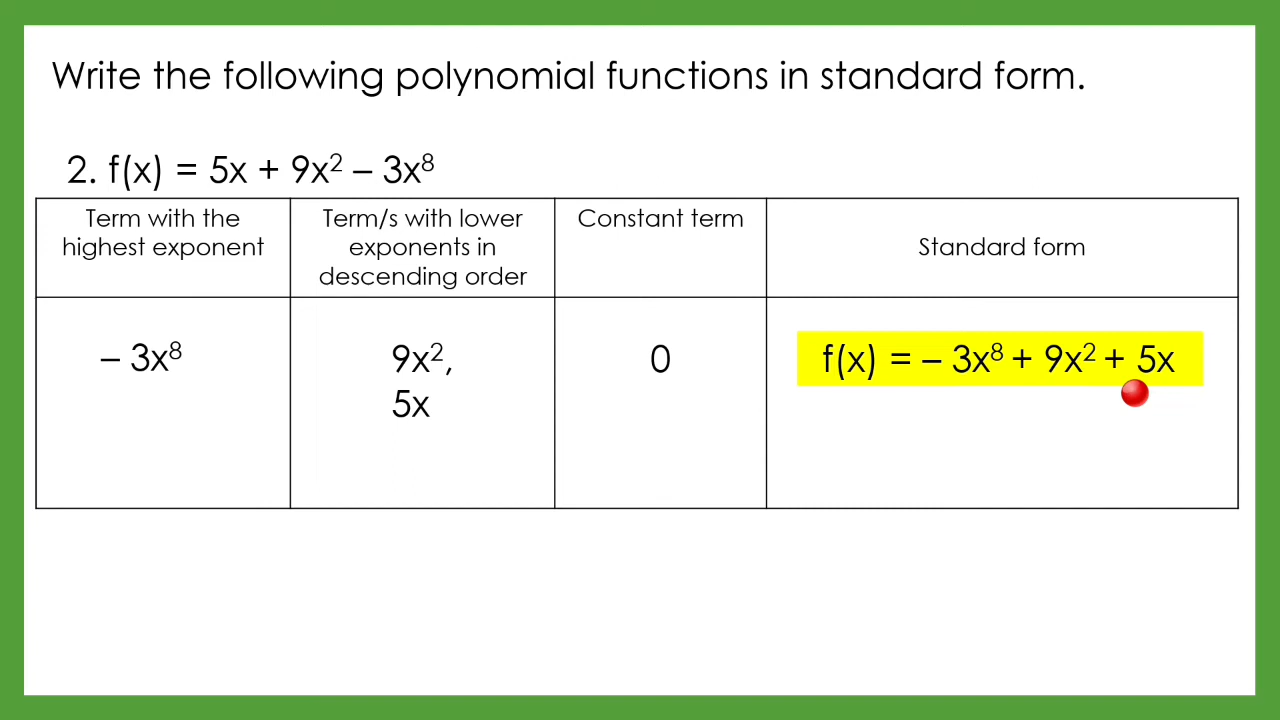 Write the following polynomial functions in standard form.
2. f(x) = 5x + 9x² – 3x⁸
Term with the
highest exponent
Term/s with lower
exponents in
descending order
Constant term
Standard form
– 3x⁸
9x²,
5x
0
f(x) = – 3x⁸ + 9x² + 5x